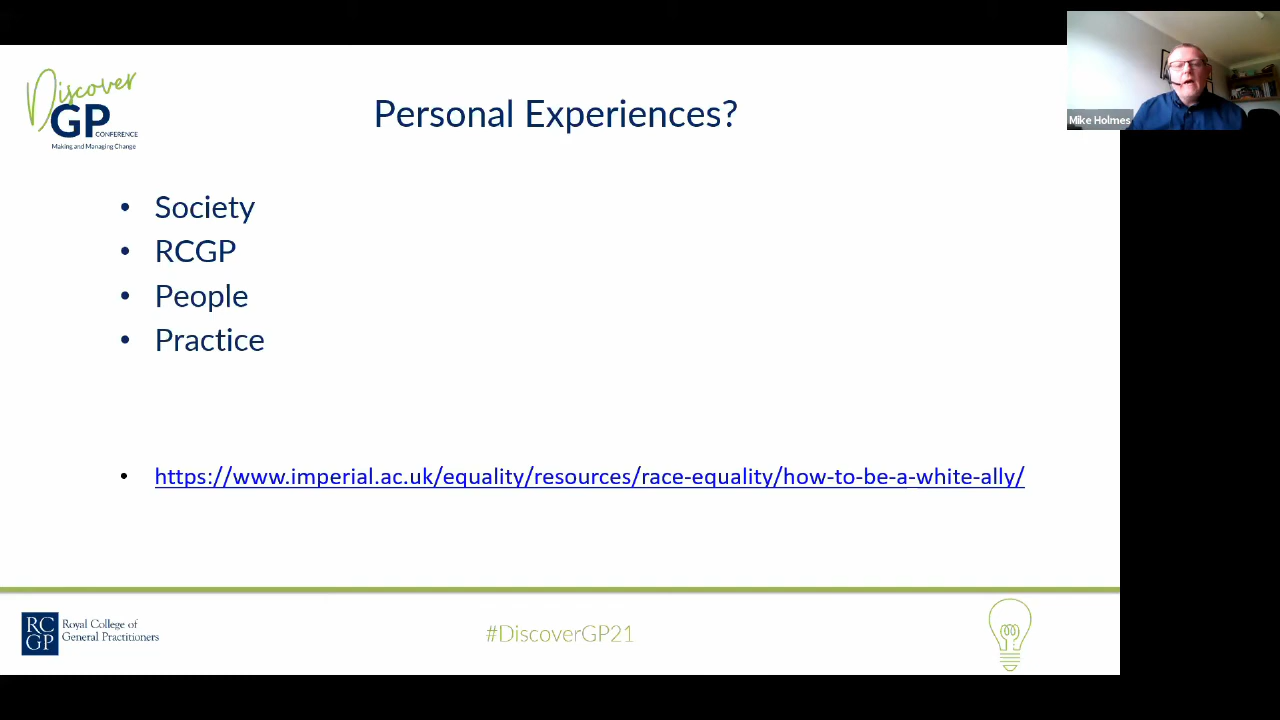 Discover
GP CONFERENCE
Making and Managing Change
Personal Experiences?
Mike Holmes
• Society
• RCGP
• People
• Practice
• https://www.imperial.ac.uk/equality/resources/race-equality/how-to-be-a-white-ally/
RC
GP
Royal College of
General Practitioners
#DiscoverGP21